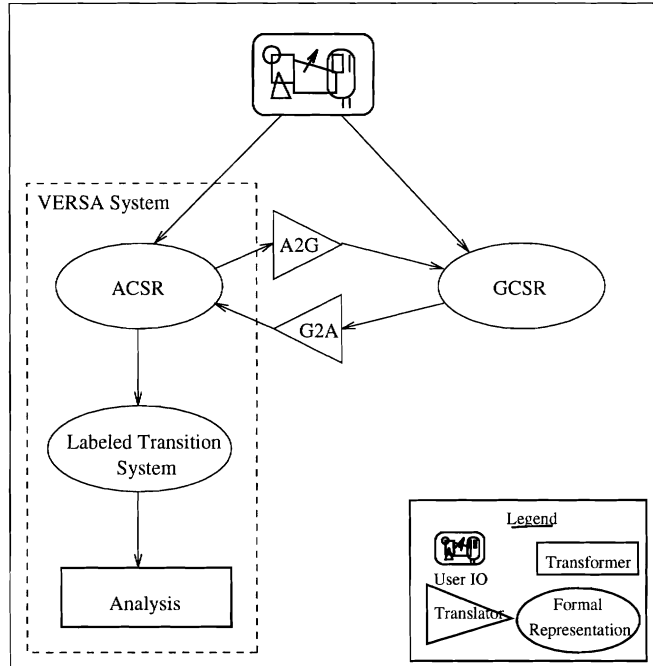 VERSA System
A2G
ACSR
GCSR
G2A
Labeled Transition
System
Analysis
Legend
User IO
Transformer
Translator
Formal
Representation